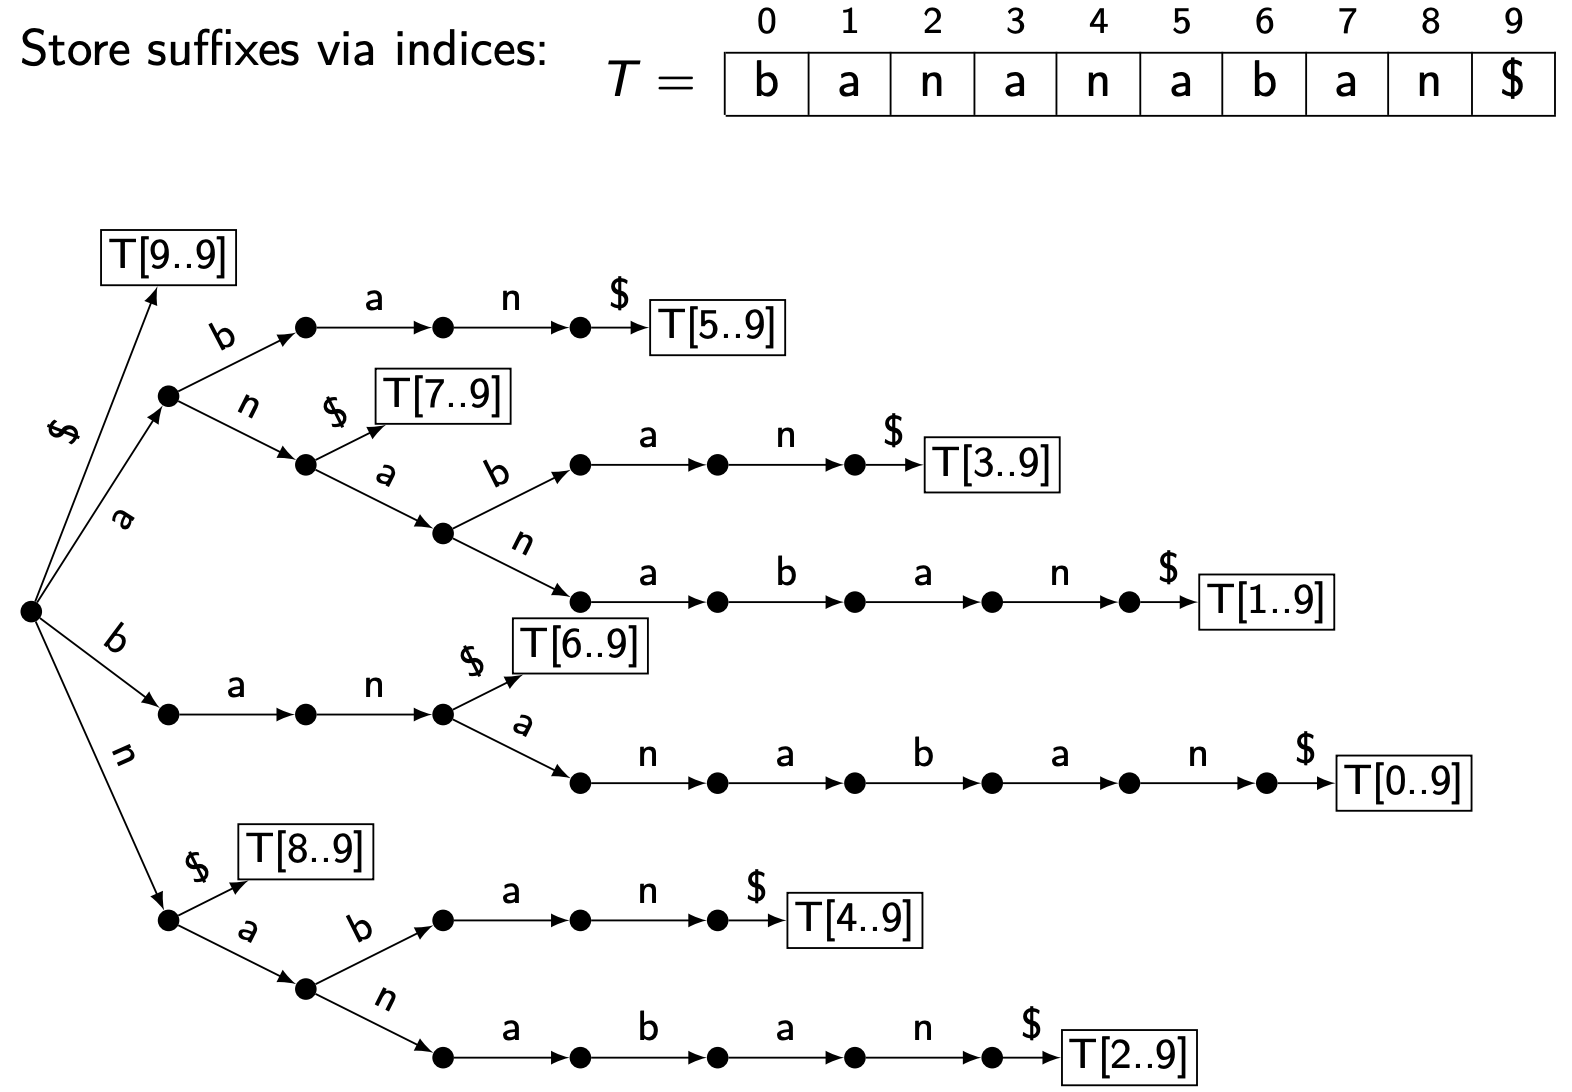 0 1 2 3 4 5 6 7 8 9
Store suffixes via indices: T = b a n a n a b a n $
T[9..9]
a n $
b T[5..9]
T[7..9]
n $
$ a n $
a b T[3..9]
a n
a b a n $
T[1..9]
T[6..9]
b $
a n
a
n n a b a n $
T[0..9]
T[8..9]
$
a n $
a b T[4..9]
n
a b a n $
T[2..9]